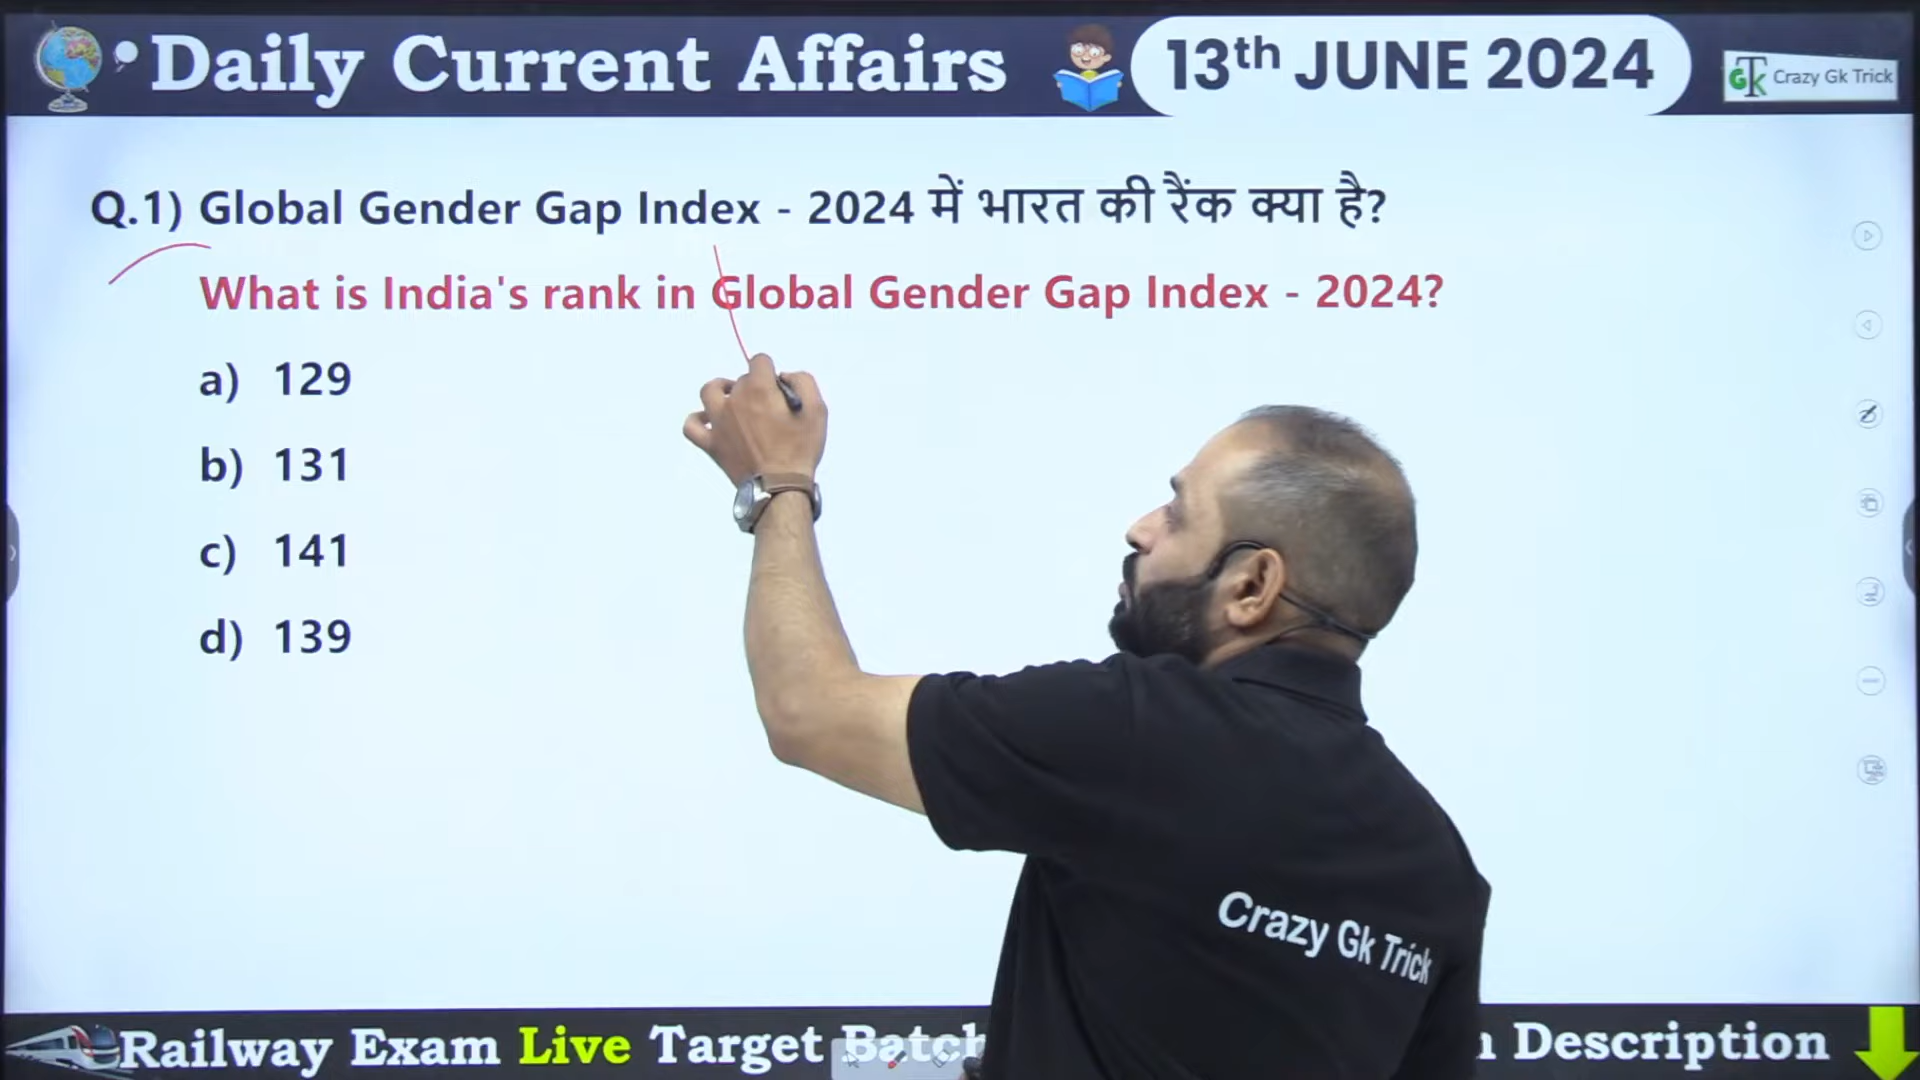 Daily Current Affairs
13th JUNE 2024
GTK Crazy Gk Trick
Q.1) Global Gender Gap Index - 2024 में भारत की रैंक क्या है?
What is India's rank in Global Gender Gap Index - 2024?
a) 129
b) 131
c) 141
d) 139
Crazy Gk Trick
Railway Exam Live Target Batch
Description